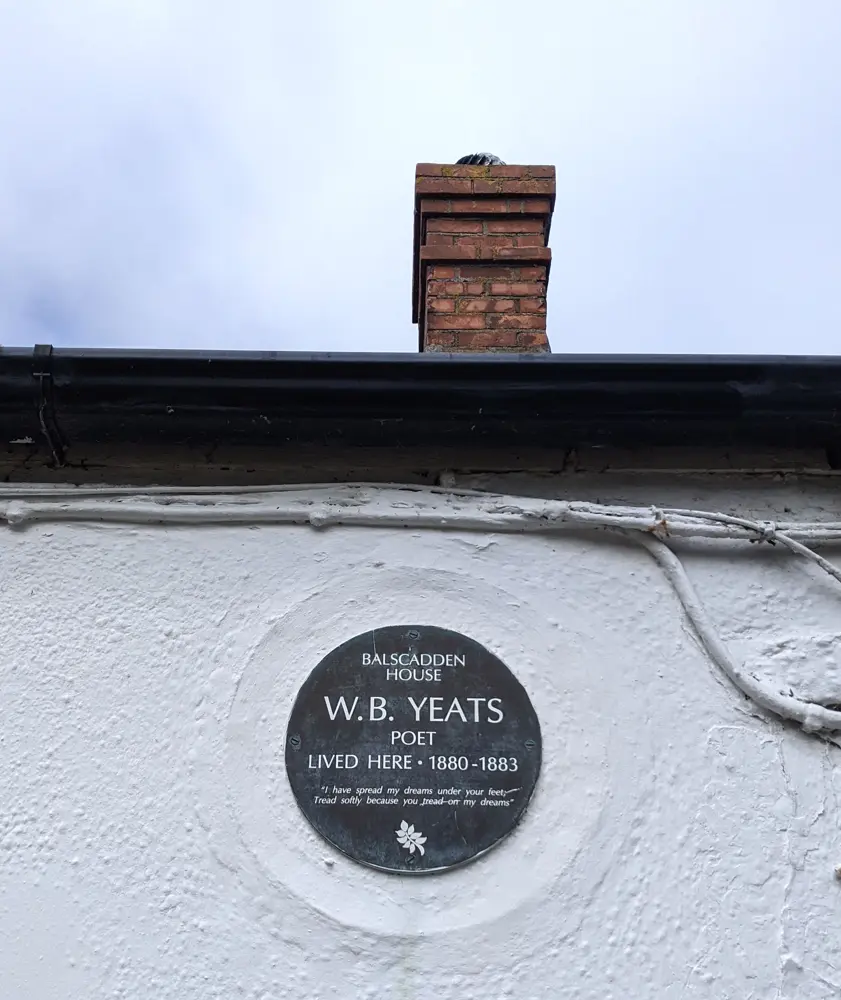 BALSCADDEN
HOUSE
W.B. YEATS
POET
LIVED HERE • 1880-1883
"I have spread my dreams under your feet;
Tread softly because you tread on my dreams"